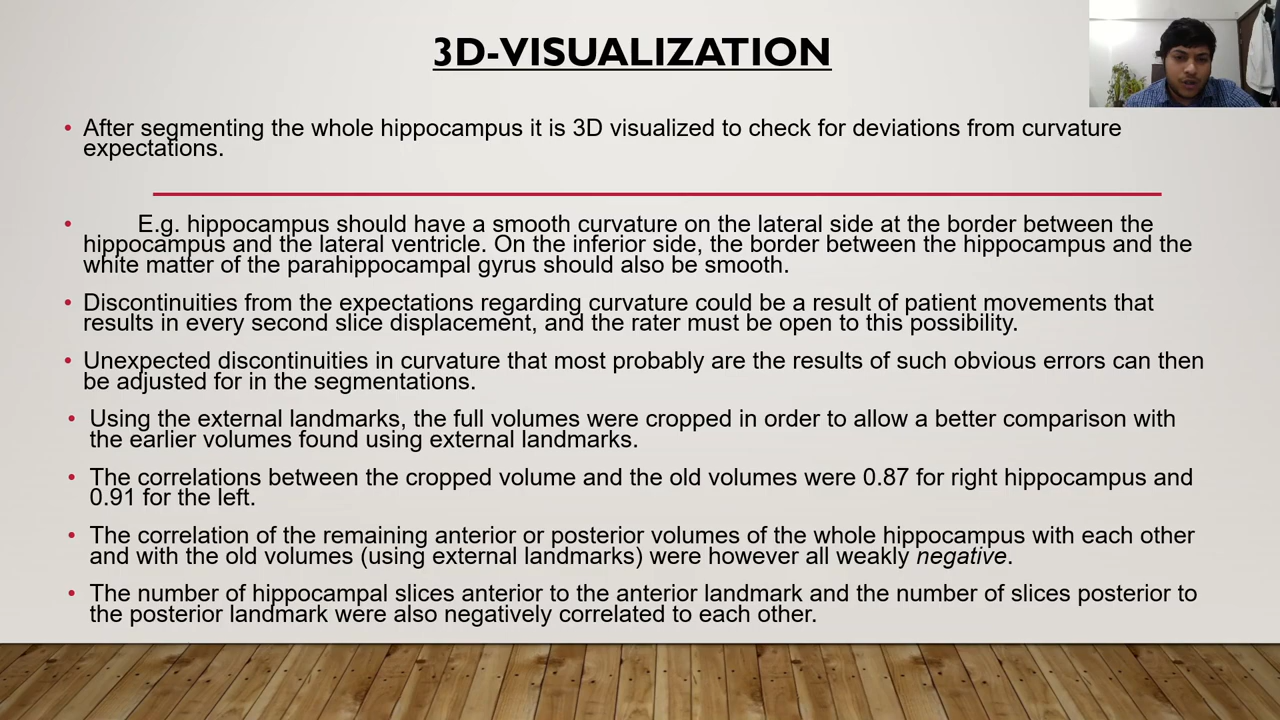 3D-VISUALIZATION
• After segmenting the whole hippocampus it is 3D visualized to check for deviations from curvature
expectations.
• E.g. hippocampus should have a smooth curvature on the lateral side at the border between the
hippocampus and the lateral ventricle. On the inferior side, the border between the hippocampus and the
white matter of the parahippocampal gyrus should also be smooth.
• Discontinuities from the expectations regarding curvature could be a result of patient movements that
results in every second slice displacement, and the rater must be open to this possibility.
• Unexpected discontinuities in curvature that most probably are the results of such obvious errors can then
be adjusted for in the segmentations.
• Using the external landmarks, the full volumes were cropped in order to allow a better comparison with
the earlier volumes found using external landmarks.
• The correlations between the cropped volume and the old volumes were 0.87 for right hippocampus and
0.91 for the left.
• The correlation of the remaining anterior or posterior volumes of the whole hippocampus with each other
and with the old volumes (using external landmarks) were however all weakly negative.
• The number of hippocampal slices anterior to the anterior landmark and the number of slices posterior to
the posterior landmark were also negatively correlated to each other.